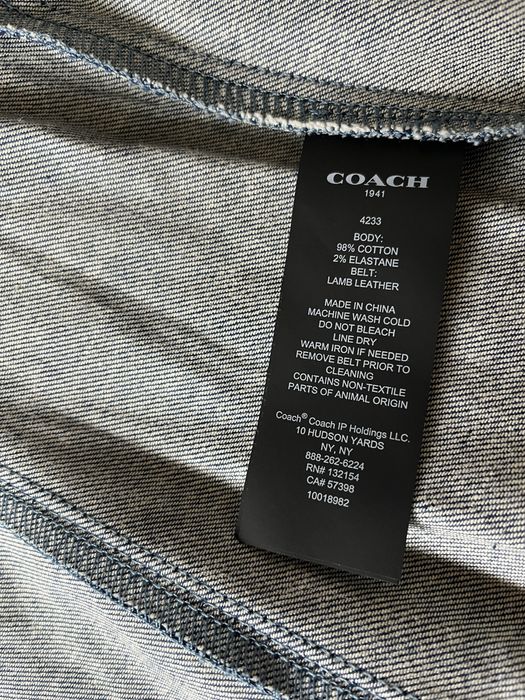 COACH
1941
4233
BODY:
98% COTTON
2% ELASTANE
BELT:
LAMB LEATHER
MADE IN CHINA
MACHINE WASH COLD
DO NOT BLEACH
LINE DRY
WARM IRON IF NEEDED
REMOVE BELT PRIOR TO
CLEANING
CONTAINS NON-TEXTILE
PARTS OF ANIMAL ORIGIN
Coach® Coach IP Holdings LLC.
10 HUDSON YARDS
NY, NY
888-262-6224
RN# 132154
CA# 57398
10018982